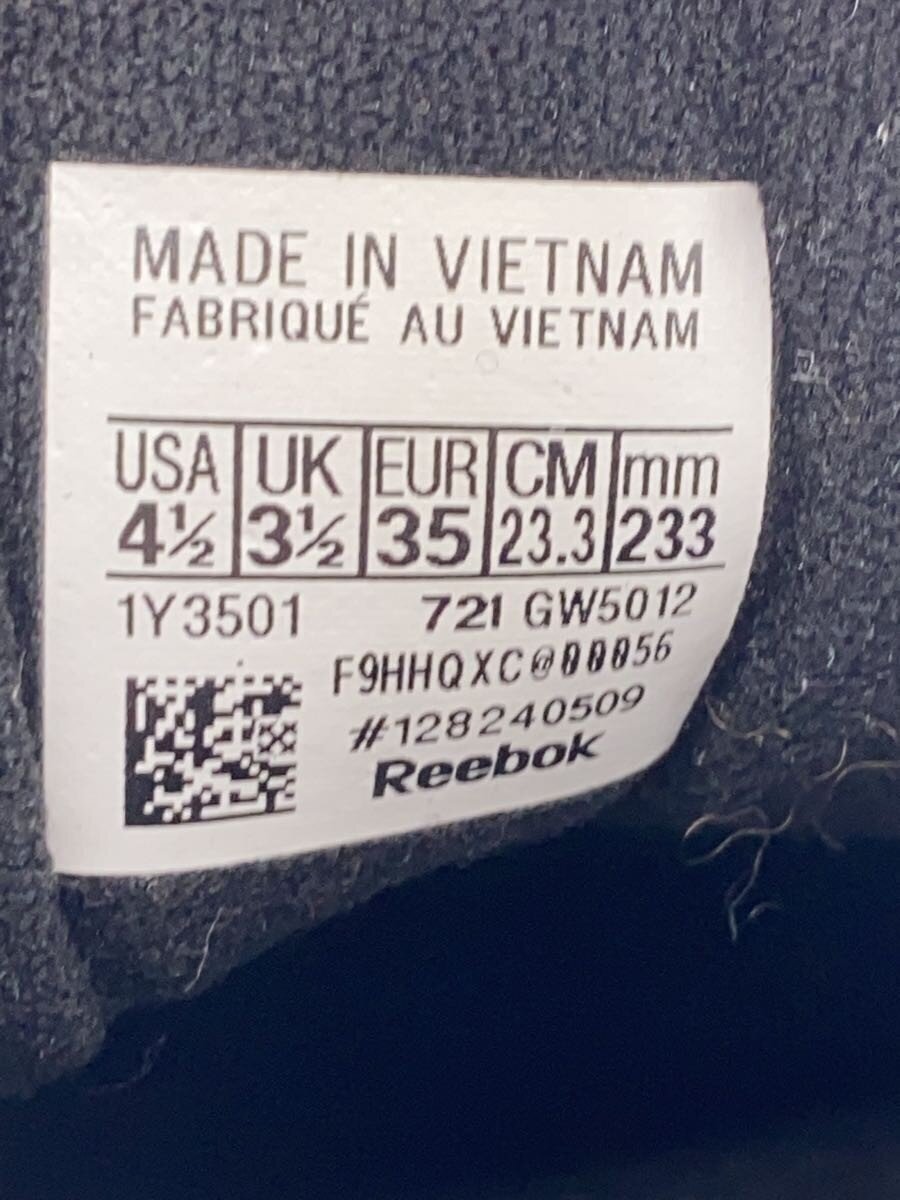 MADE IN VIETNAM
FABRIQUÉ AU VIETNAM
USA UK EUR CM mm
4½ 3½ 35 23.3 233
1Y3501 721 GW5012
F9HHQXC@00056
#128240509
Reebok